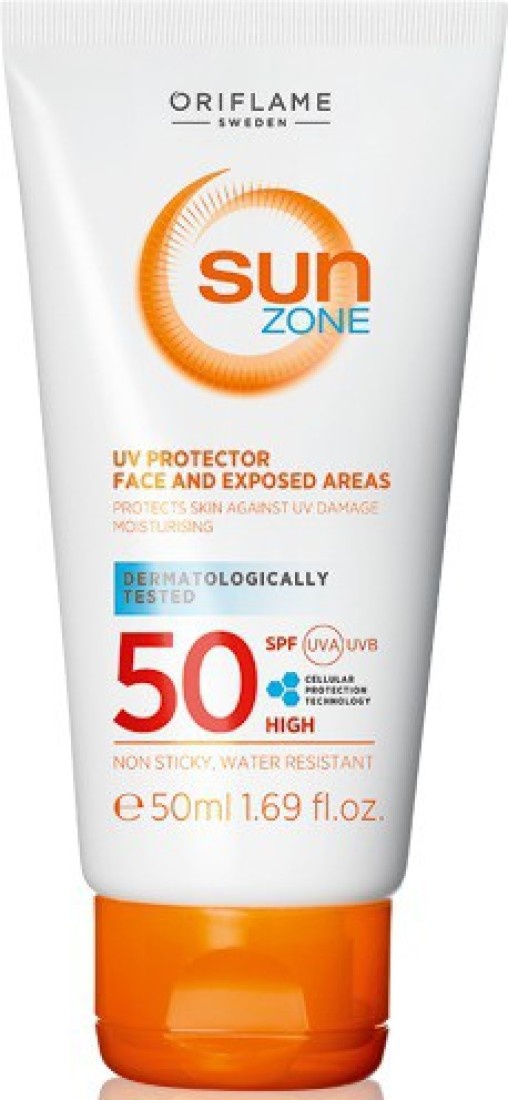 ORIFLAME
SWEDEN
sun
ZONE
UV PROTECTOR
FACE AND EXPOSED AREAS
PROTECTS SKIN AGAINST UV DAMAGE
MOISTURISING
DERMATOLOGICALLY
TESTED
50 SPF UVA UVB
CELLULAR
PROTECTION
TECHNOLOGY
HIGH
NON STICKY, WATER RESISTANT
℮ 50ml 1.69 fl.oz.